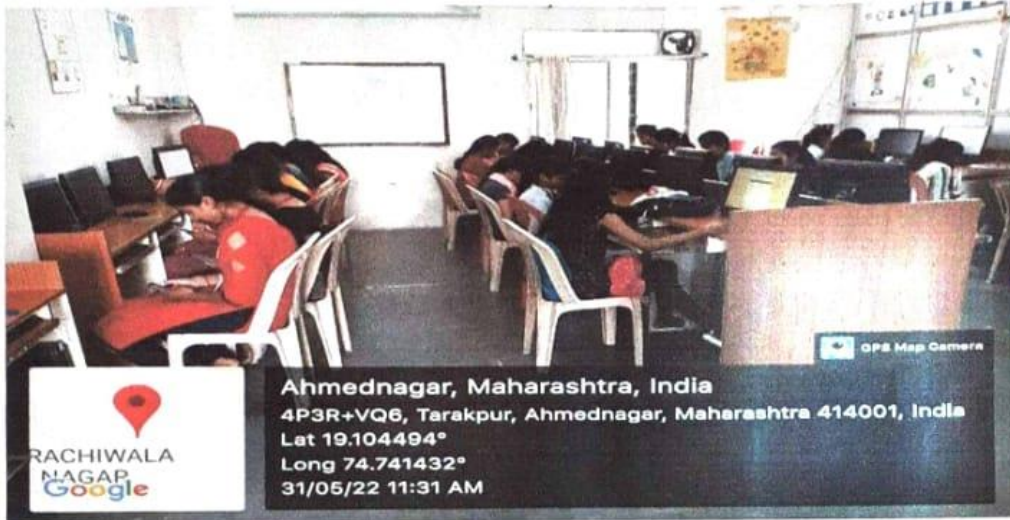 GPS Map Camera
RACHIWALA
NAGAP
Google
Ahmednagar, Maharashtra, India
4P3R+VQ6, Tarakpur, Ahmednagar, Maharashtra 414001, India
Lat 19.104494°
Long 74.741432°
31/05/22 11:31 AM